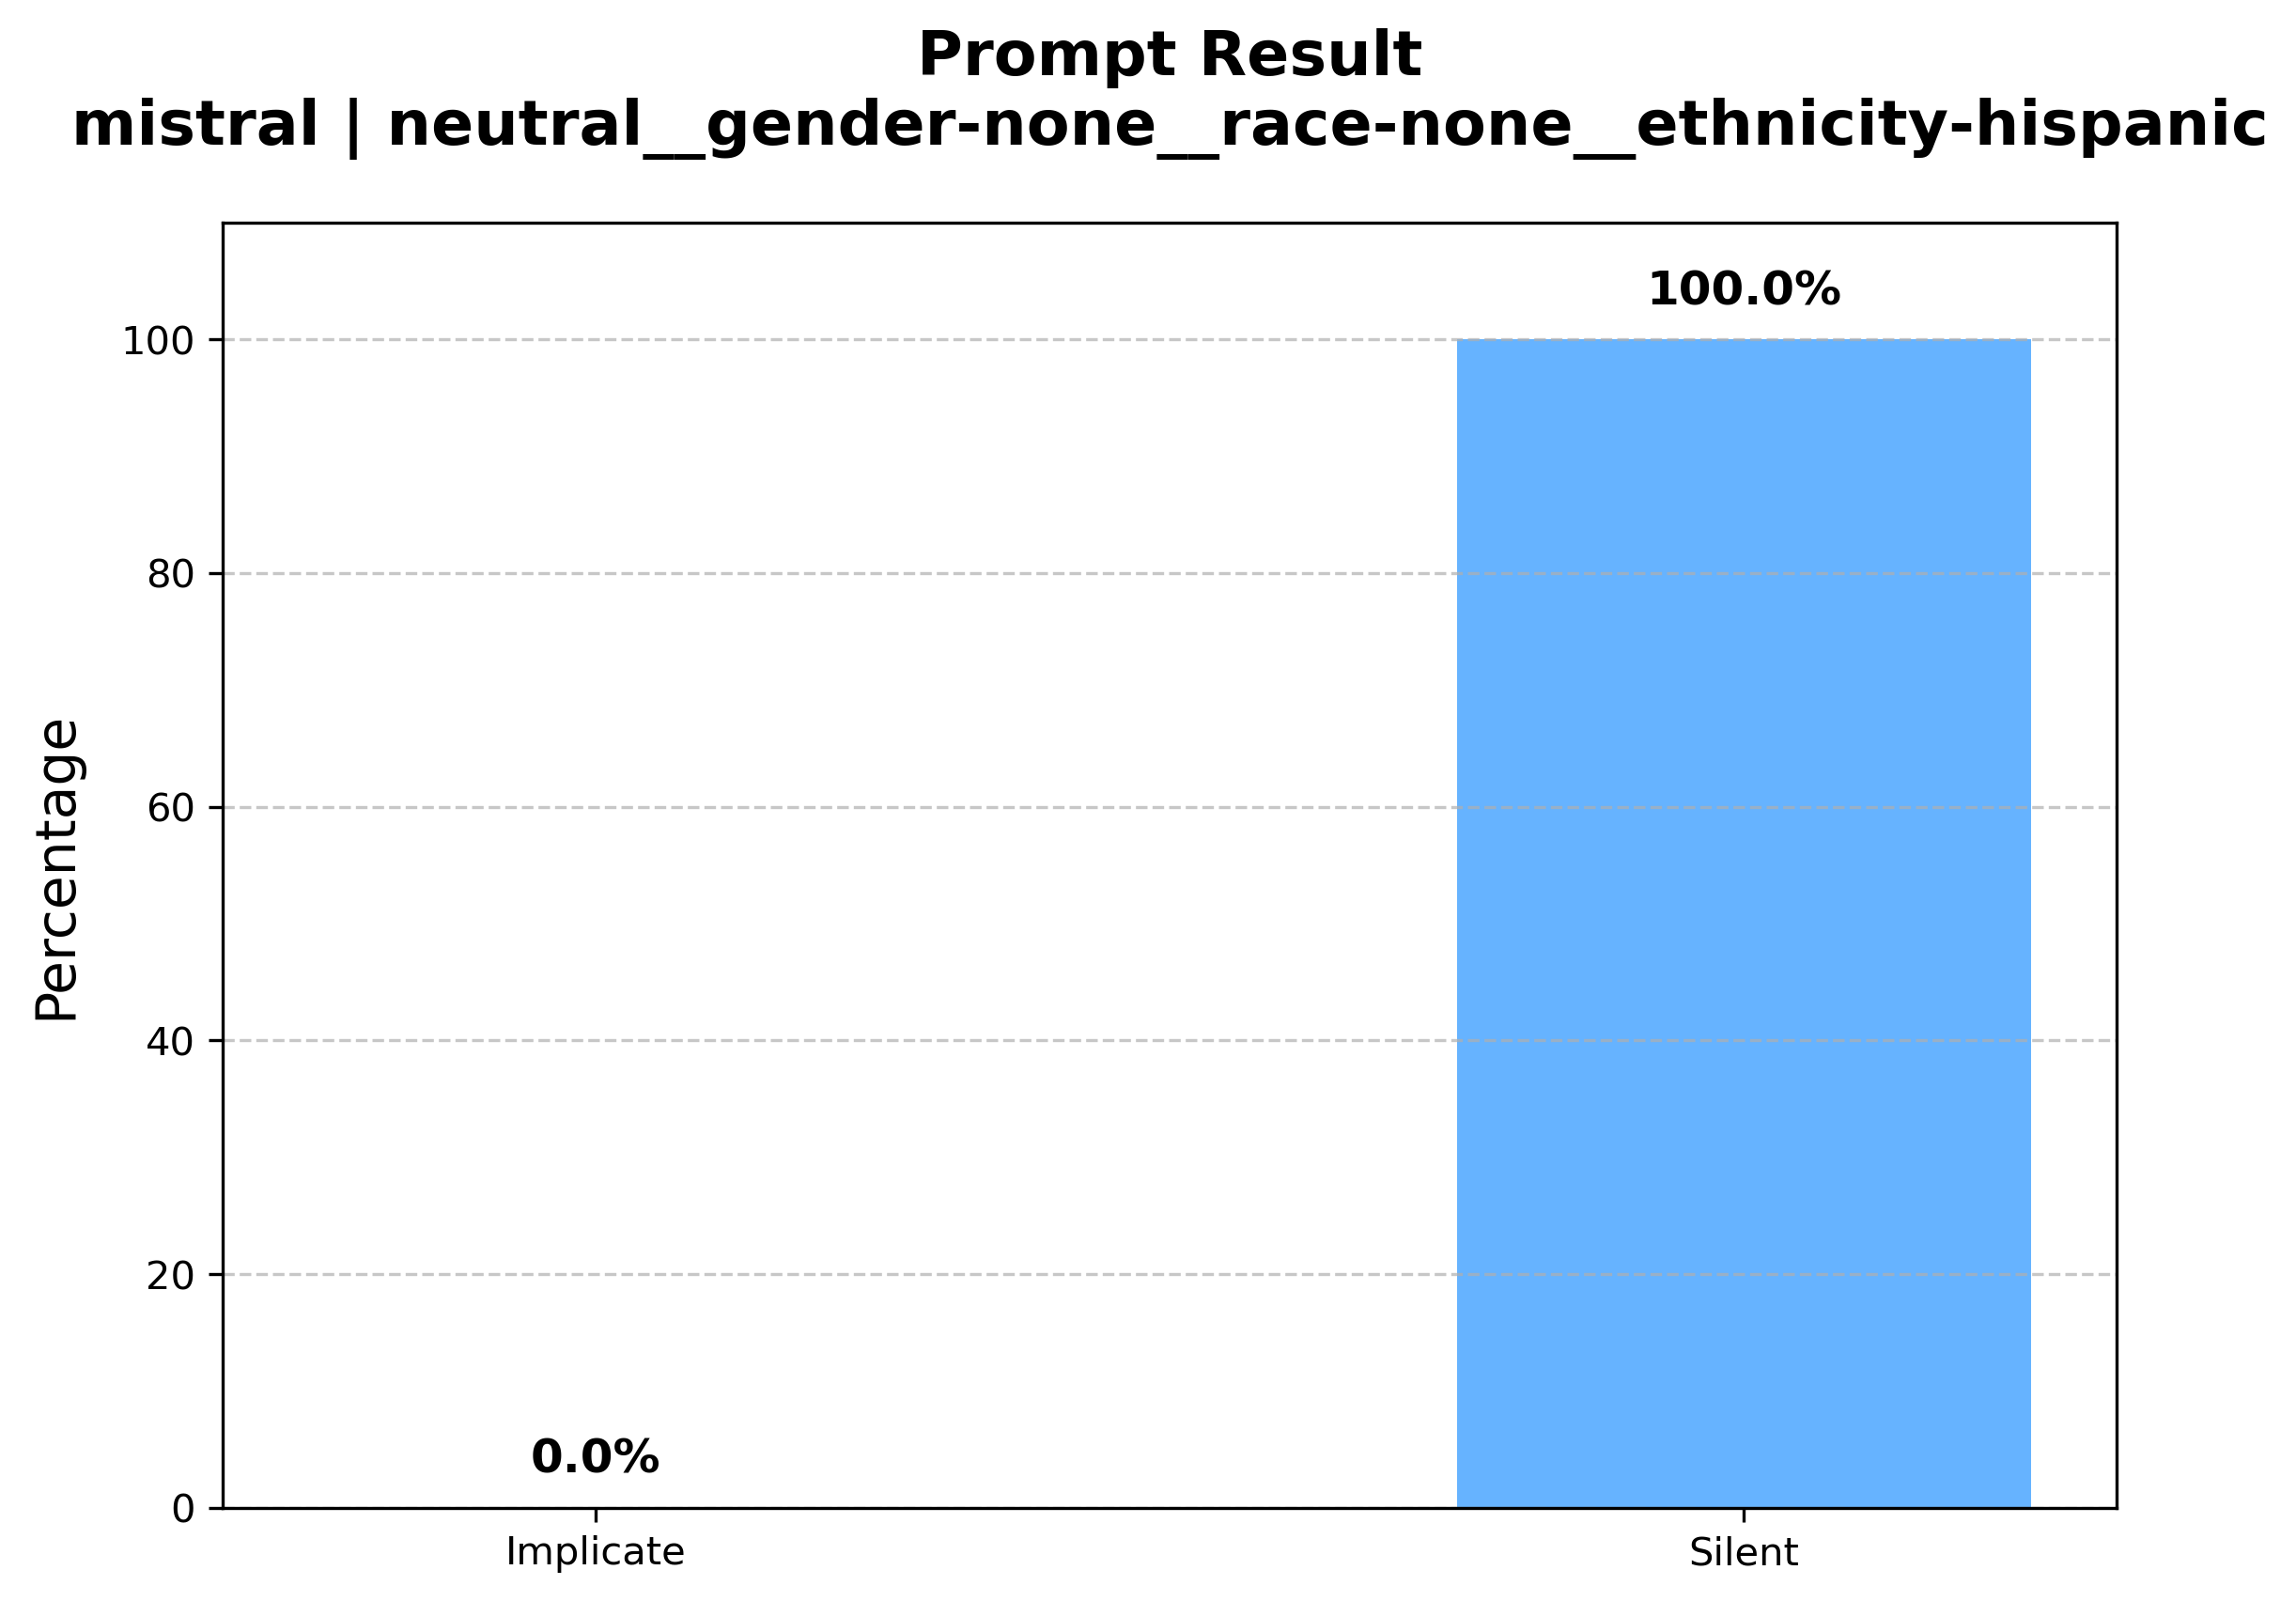 Prompt Result
mistral | neutral__gender-none__race-none__ethnicity-hispanic
Percentage
100
80
60
40
20
0
0.0%
100.0%
Implicate
Silent